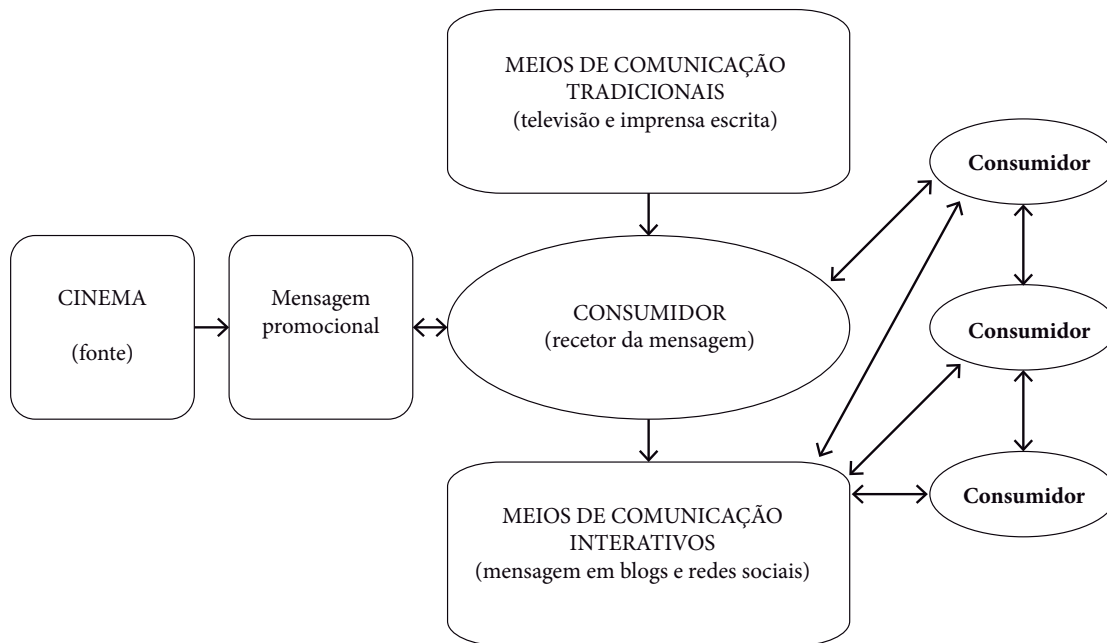 MEIOS DE COMUNICAÇÃO
TRADICIONAIS
(televisão e imprensa escrita)
Consumidor
CINEMA
(fonte)
Mensagem
promocional
CONSUMIDOR
(recetor da mensagem)
Consumidor
MEIOS DE COMUNICAÇÃO
INTERATIVOS
(mensagem em blogs e redes sociais)
Consumidor